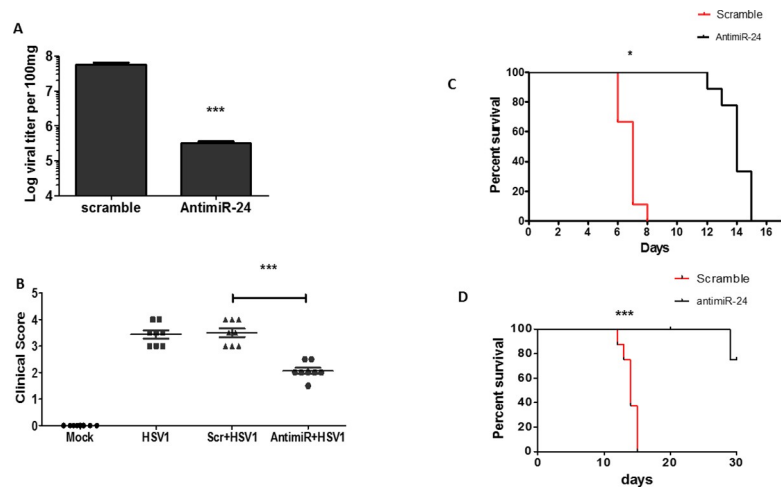 A
Log viral titer per 100mg
8
7
6
5
4
***
scramble
AntimiR-24
B
***
Clinical Score
5
4
3
2
1
0
Mock
HSV1
Scr+HSV1
AntimiR+HSV1
Scramble
AntimiR-24
C
*
Percent survival
100
80
60
40
20
0
0 2 4 6 8 10 12 14 16
Days
Scramble
antimiR-24
D
***
Percent survival
100
80
60
40
20
0
0 10 20 30
days